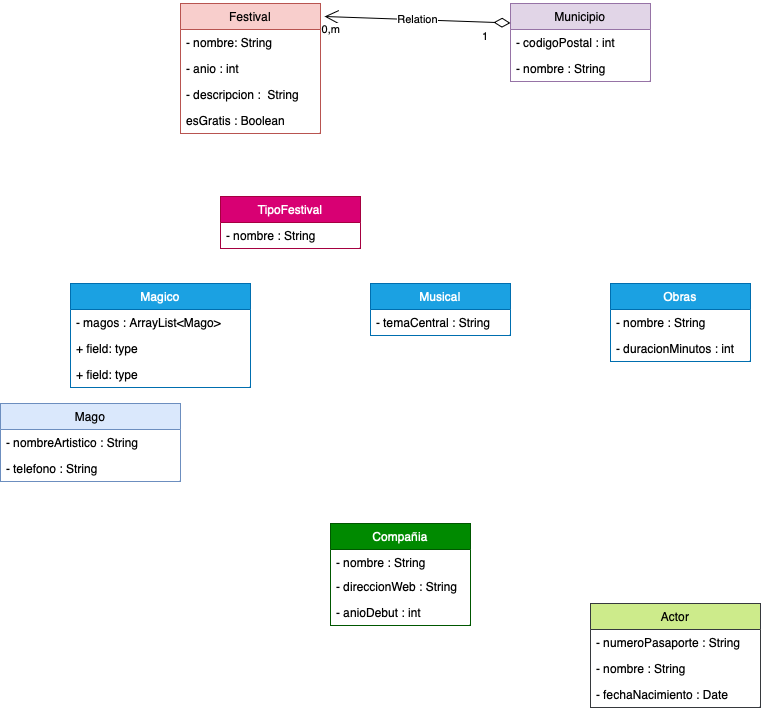 Festival
- nombre: String
- anio : int
- descripcion :  String
esGratis : Boolean
Relation
0,m
1
Municipio
- codigoPostal : int
- nombre : String
TipoFestival
- nombre : String
Magico
- magos : ArrayList<Mago>
+ field: type
+ field: type
Musical
- temaCentral : String
Obras
- nombre : String
- duracionMinutos : int
Mago
- nombreArtistico : String
- telefono : String
Compañia
- nombre : String
- direccionWeb : String
- anioDebut : int
Actor
- numeroPasaporte : String
- nombre : String
- fechaNacimiento : Date